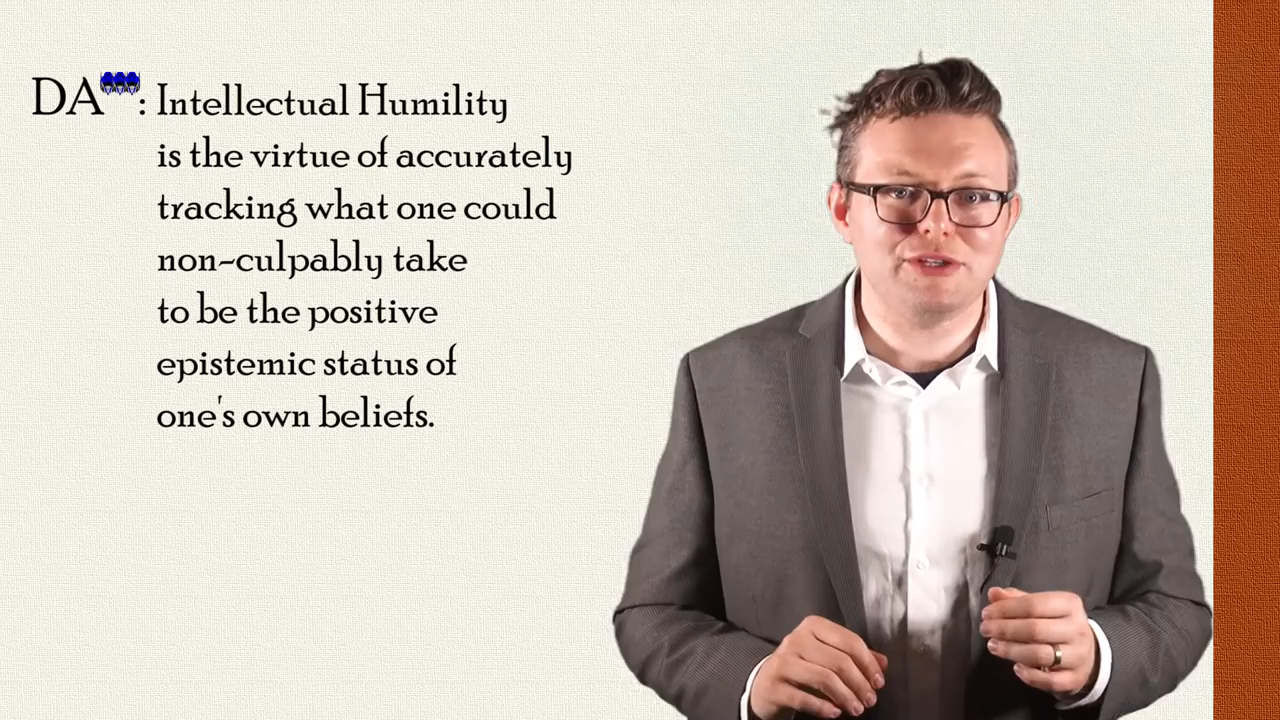 DA : Intellectual Humility
is the virtue of accurately
tracking what one could
non-culpably take
to be the positive
epistemic status of
one's own beliefs.